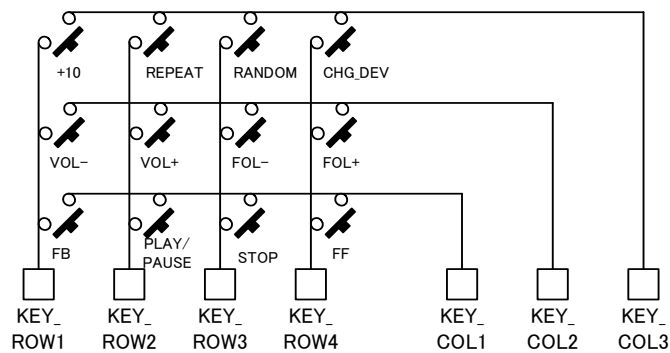 +10 REPEAT RANDOM CHG_DEV
VOL- VOL+ FOL- FOL+
FB PLAY/ PAUSE STOP FF
KEY_ KEY_ KEY_ KEY_ KEY_ KEY_ KEY_
ROW1 ROW2 ROW3 ROW4 COL1 COL2 COL3